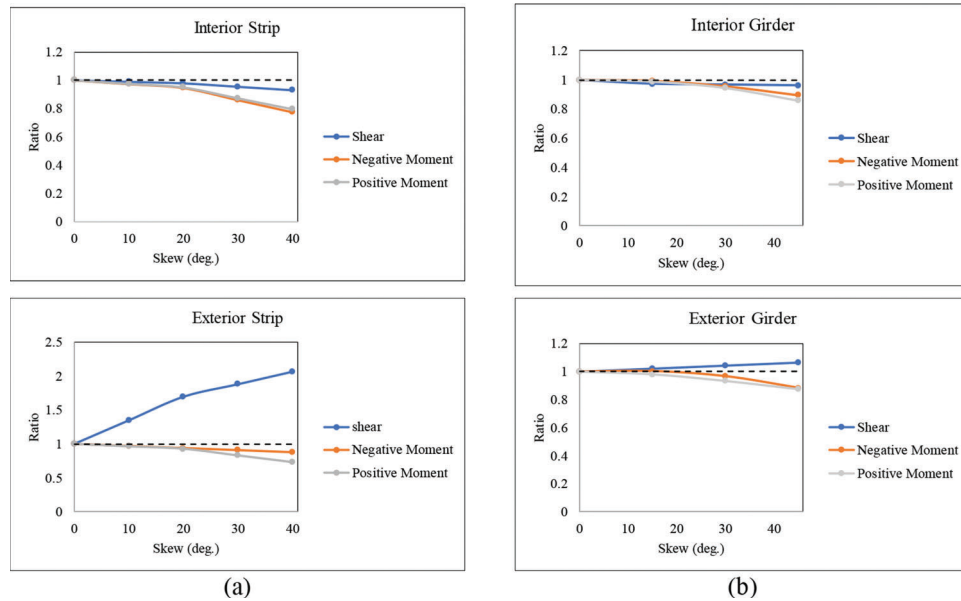 Interior Strip
1.2
1
0.8
0.6
0.4
0.2
0
Ratio
0 10 20 30 40
Skew (deg.)
Shear
Negative Moment
Positive Moment
Interior Girder
1.2
1
0.8
0.6
0.4
0.2
0
Ratio
0 10 20 30 40
Skew (deg.)
Shear
Negative Moment
Positive Moment
Exterior Strip
2.5
2
1.5
1
0.5
0
Ratio
0 10 20 30 40
Skew (deg.)
shear
Negative Moment
Positive Moment
Exterior Girder
1.2
1
0.8
0.6
0.4
0.2
0
Ratio
0 10 20 30 40
Skew (deg.)
Shear
Negative Moment
Positive Moment
(a) (b)